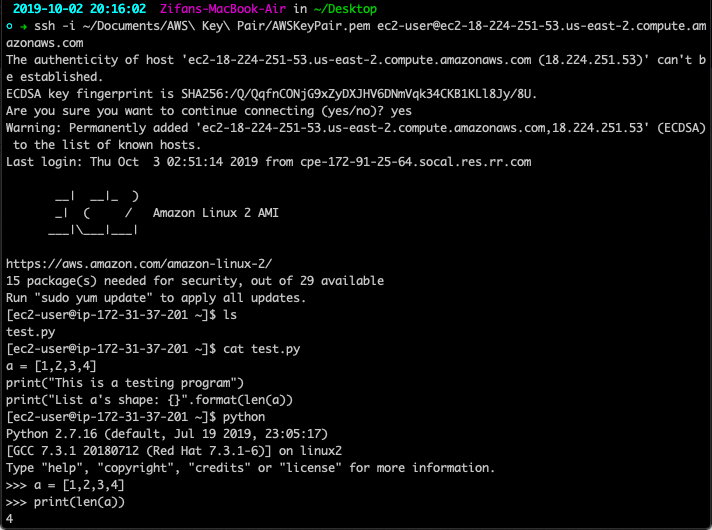 2019-10-02 20:16:02  Zifans-MacBook-Air in ~/Desktop
○ → ssh -i ~/Documents/AWS\ Key\ Pair/AWSKeyPair.pem ec2-user@ec2-18-224-251-53.us-east-2.compute.am
azonaws.com
The authenticity of host 'ec2-18-224-251-53.us-east-2.compute.amazonaws.com (18.224.251.53)' can't b
e established.
ECDSA key fingerprint is SHA256:/Q/QqfnCONjG9xZyDXJHV6DNmVqk34CKB1KLl8Jy/8U.
Are you sure you want to continue connecting (yes/no)? yes
Warning: Permanently added 'ec2-18-224-251-53.us-east-2.compute.amazonaws.com,18.224.251.53' (ECDSA)
 to the list of known hosts.
Last login: Thu Oct  3 02:51:14 2019 from cpe-172-91-25-64.socal.res.rr.com

       __|  __|_  )
       _|  (     /   Amazon Linux 2 AMI
      ___|\___|___|

https://aws.amazon.com/amazon-linux-2/
15 package(s) needed for security, out of 29 available
Run "sudo yum update" to apply all updates.
[ec2-user@ip-172-31-37-201 ~]$ ls
test.py
[ec2-user@ip-172-31-37-201 ~]$ cat test.py
a = [1,2,3,4]
print("This is a testing program")
print("List a's shape: {}".format(len(a))
[ec2-user@ip-172-31-37-201 ~]$ python
Python 2.7.16 (default, Jul 19 2019, 23:05:17)
[GCC 7.3.1 20180712 (Red Hat 7.3.1-6)] on linux2
Type "help", "copyright", "credits" or "license" for more information.
>>> a = [1,2,3,4]
>>> print(len(a))
4